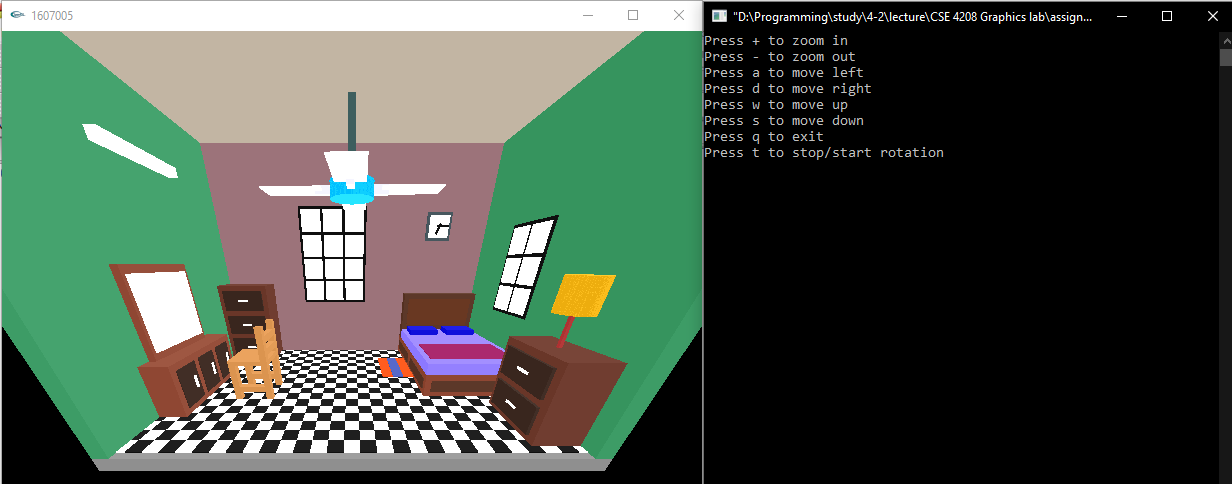 1607005
"D:\Programming\study\4-2\lecture\CSE 4208 Graphics lab\assign...
Press + to zoom in
Press - to zoom out
Press a to move left
Press d to move right
Press w to move up
Press s to move down
Press q to exit
Press t to stop/start rotation